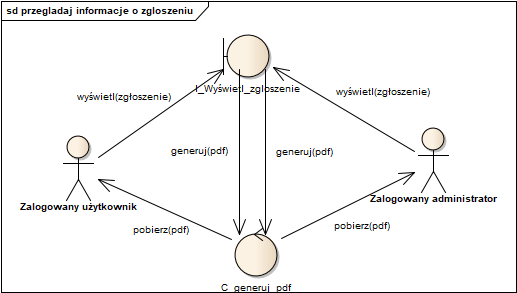 sd przegladaj informacje o zgloszeniu
I_Wyświetl_zgloszenie
wyświetl(zgłoszenie)
wyświetl(zgłoszenie)
generuj(pdf)
generuj(pdf)
Zalogowany użytkownik
Zalogowany administrator
pobierz(pdf)
pobierz(pdf)
C_generuj_pdf